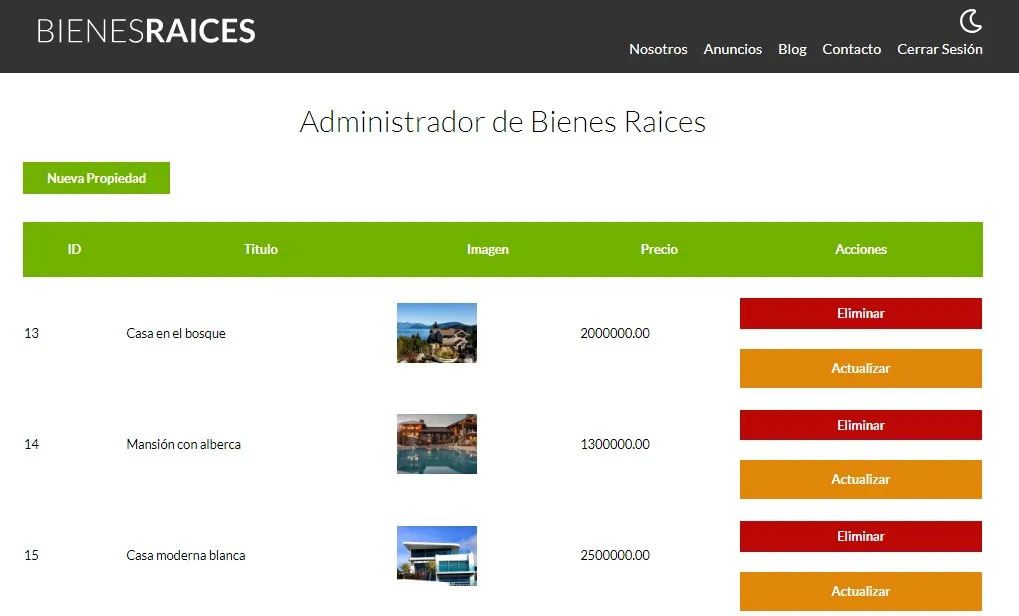 BIENESRAICES
Nosotros Anuncios Blog Contacto Cerrar Sesión
Administrador de Bienes Raices
Nueva Propiedad
ID Titulo Imagen Precio Acciones
13 Casa en el bosque 2000000.00 Eliminar
Actualizar
14 Mansión con alberca 1300000.00 Eliminar
Actualizar
15 Casa moderna blanca 2500000.00 Eliminar
Actualizar